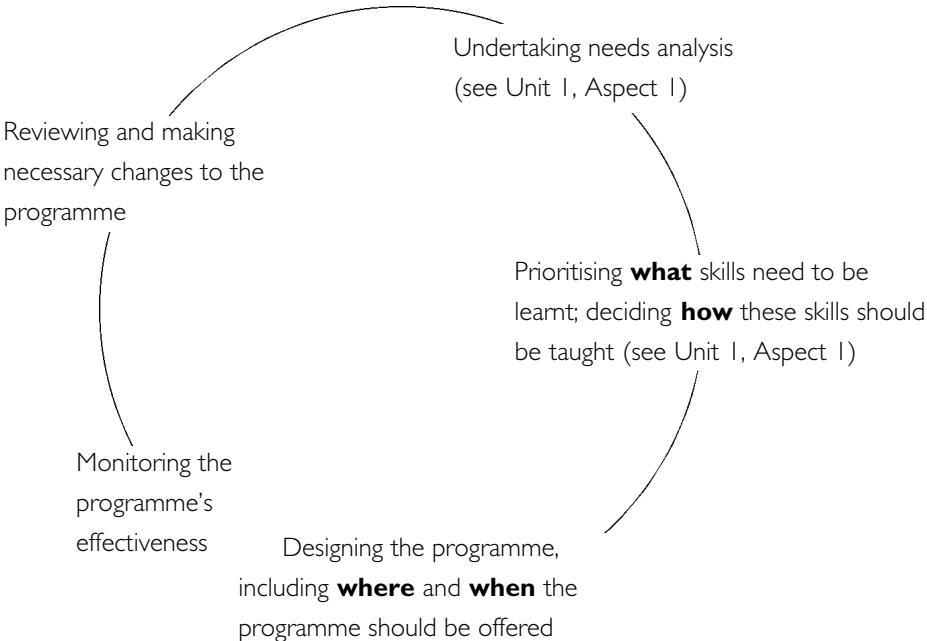 Undertaking needs analysis
(see Unit 1, Aspect 1)
Prioritising what skills need to be
learnt; deciding how these skills should
be taught (see Unit 1, Aspect 1)
Designing the programme,
including where and when the
programme should be offered
Monitoring the
programme’s
effectiveness
Reviewing and making
necessary changes to the
programme